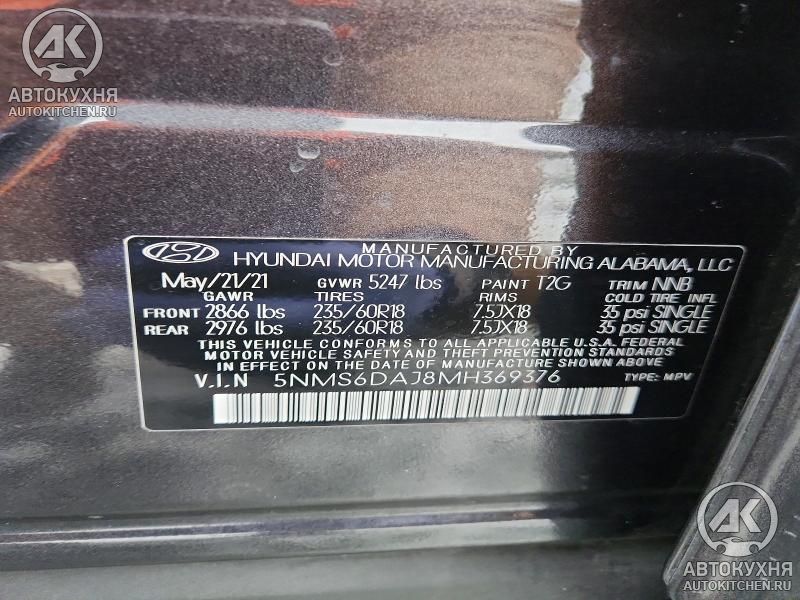 АК
АВТОКУХНЯ
AUTOKITCHEN.RU
MANUFACTURED BY
HYUNDAI MOTOR MANUFACTURING ALABAMA, LLC
May/21/21 GVWR 5247 lbs PAINT T2G TRIM NNB
GAWR TIRES RIMS COLD TIRE INFL
FRONT 2866 lbs 235/60R18 7.5JX18 35 psi SINGLE
REAR 2976 lbs 235/60R18 7.5JX18 35 psi SINGLE
THIS VEHICLE CONFORMS TO ALL APPLICABLE U.S.A. FEDERAL
MOTOR VEHICLE SAFETY AND THEFT PREVENTION STANDARDS
IN EFFECT ON THE DATE OF MANUFACTURE SHOWN ABOVE
V.I.N 5NMS6DAJ8MH369376 TYPE: MPV
АК
АВТОКУХНЯ
AUTOKITCHEN.RU